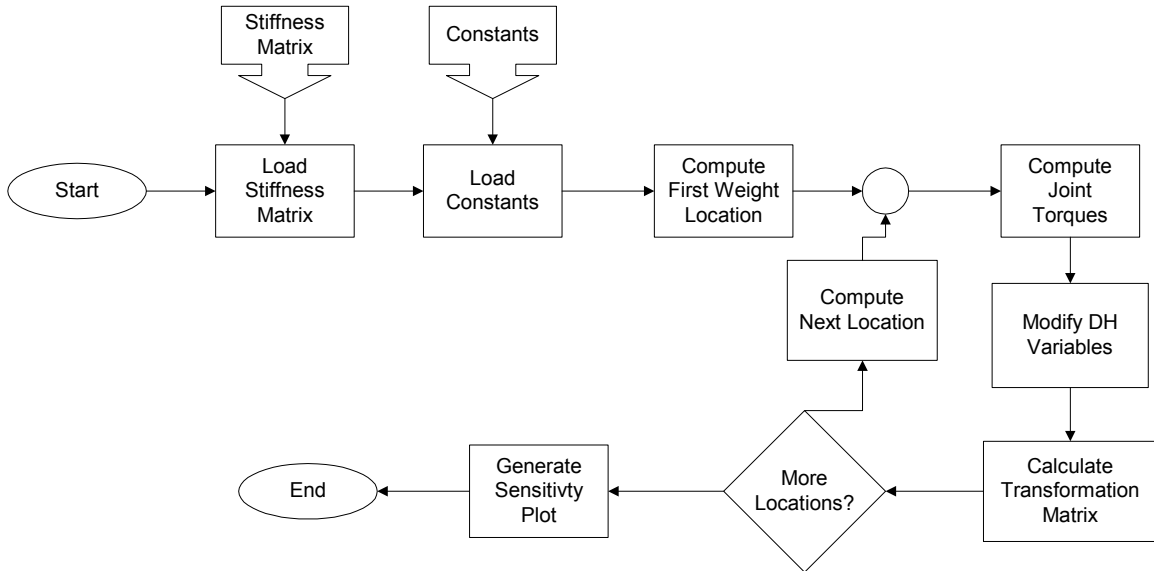 Stiffness
Matrix
Constants
Start
Load
Stiffness
Matrix
Load
Constants
Compute
First Weight
Location
Compute
Joint
Torques
Compute
Next Location
Modify DH
Variables
End
Generate
Sensitivty
Plot
More
Locations?
Calculate
Transformation
Matrix